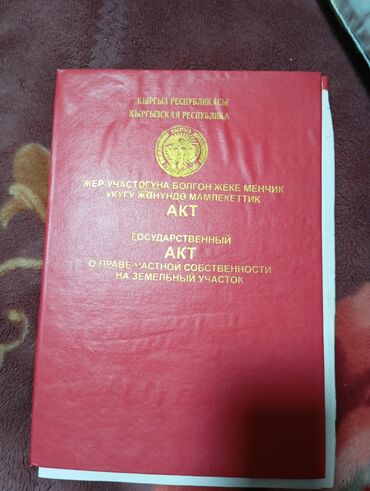 КЫРГЫЗ РЕСПУБЛИКАСЫ
КЫРГЫЗСКАЯ РЕСПУБЛИКА
ЖЕР УЧАСТОГУНА БОЛГОН ЖЕКЕ МЕНЧИК
УКУГУ ЖӨНҮНДӨ МАМЛЕКЕТТИК
АКТ
ГОСУДАРСТВЕННЫЙ
АКТ
О ПРАВЕ ЧАСТНОЙ СОБСТВЕННОСТИ
НА ЗЕМЕЛЬНЫЙ УЧАСТОК